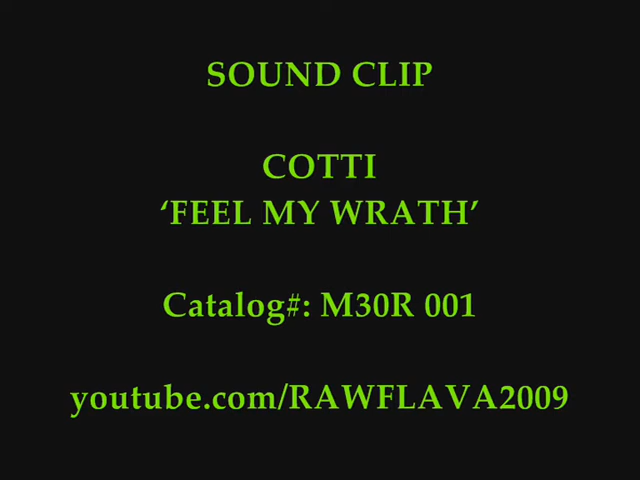 SOUND CLIP
COTTI
‘FEEL MY WRATH’
Catalog#: M30R 001
youtube.com/RAWFLAVA2009